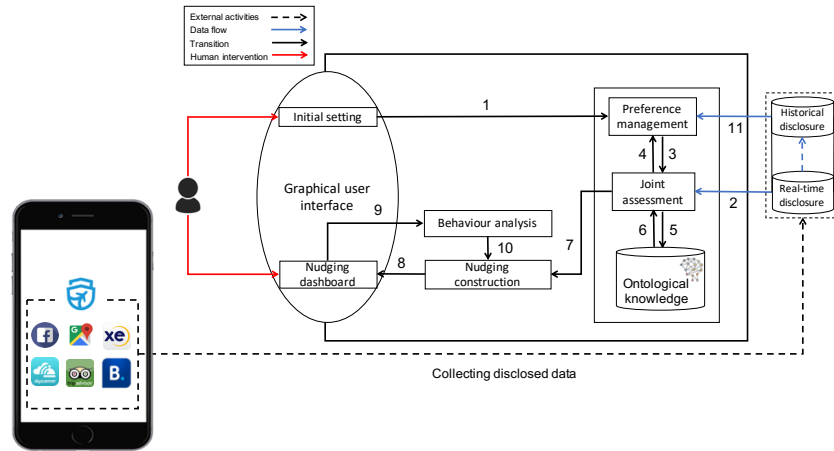 External activities
Data flow
Transition
Human intervention
Initial setting
1
Preference
management
11
Historical
disclosure
4
3
Graphical user
interface
Joint
assessment
2
Real-time
disclosure
9
Behaviour analysis
6
5
10
7
Nudging
dashboard
8
Nudging
construction
Ontological
knowledge
Collecting disclosed data
f
G
xe
skyscanner
B.